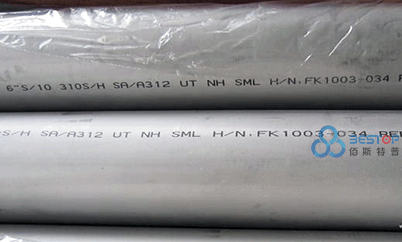 6"S/10 310S/H SA/A312 UT NH SML H/N.FK1003-034
S/H SA/A312 UT NH SML H/N.FK1003-034
BESTOP
佰斯特普